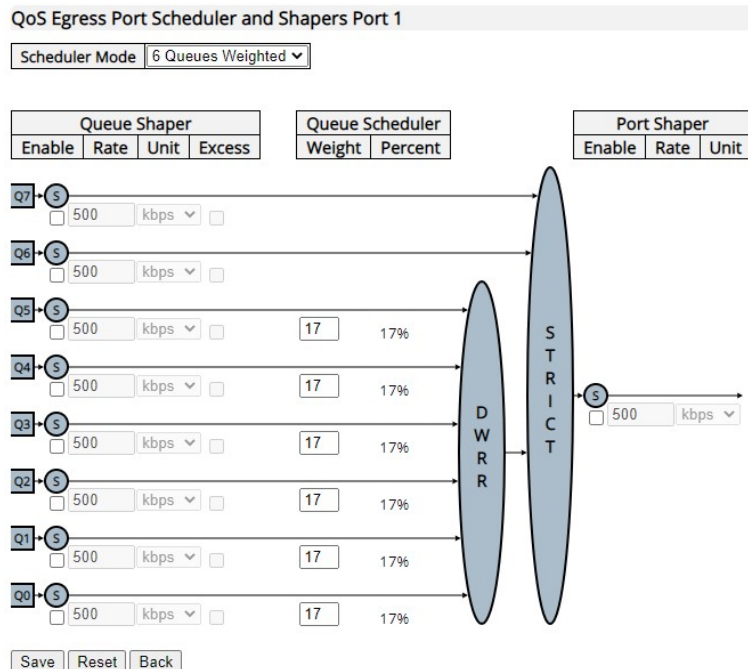 QoS Egress Port Scheduler and Shapers Port 1
Scheduler Mode 6 Queues Weighted
Queue Shaper Queue Scheduler Port Shaper
Enable Rate Unit Excess Weight Percent Enable Rate Unit
Q7 S
500 kbps
Q6 S
500 kbps
Q5 S
500 kbps 17 17%
Q4 S
500 kbps 17 17%
Q3 S
500 kbps 17 17%
Q2 S
500 kbps 17 17%
Q1 S
500 kbps 17 17%
Q0 S
500 kbps 17 17%
DWRR
STRICT
S
500 kbps
Save Reset Back